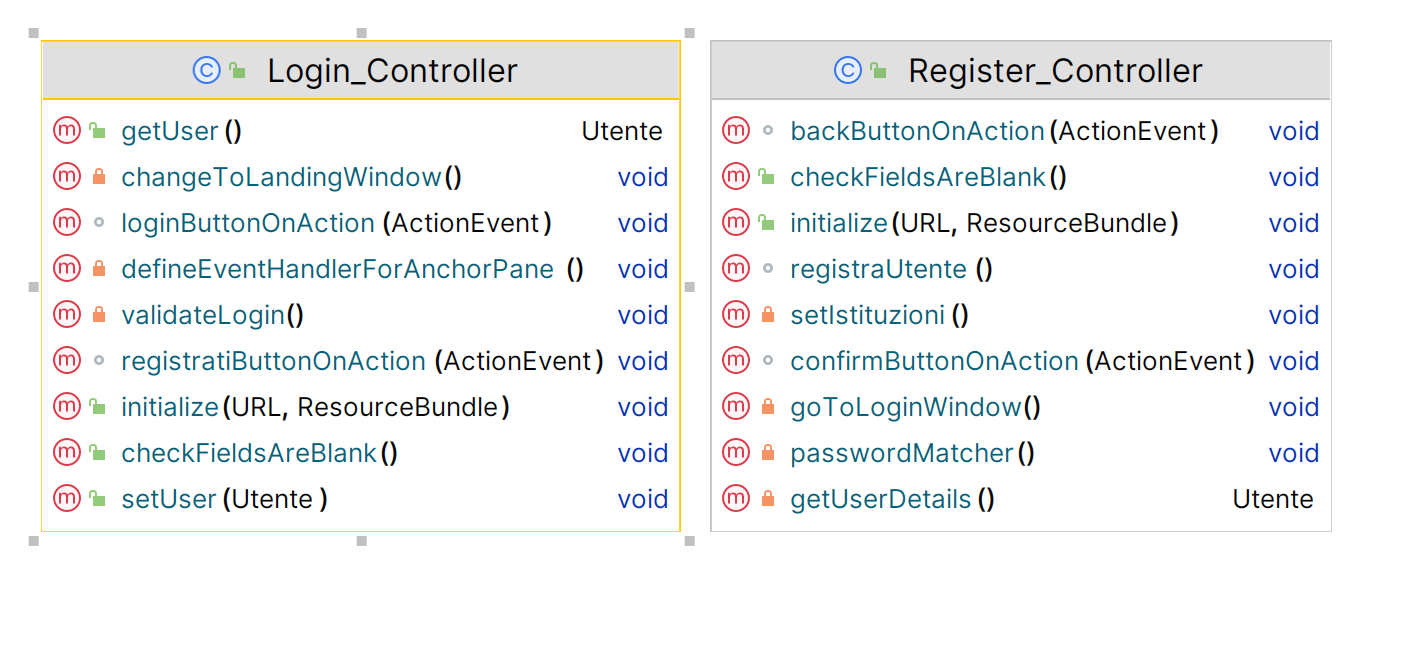 Login_Controller
getUser() Utente
changeToLandingWindow() void
loginButtonOnAction(ActionEvent) void
defineEventHandlerForAnchorPane() void
validateLogin() void
registratiButtonOnAction(ActionEvent) void
initialize(URL, ResourceBundle) void
checkFieldsAreBlank() void
setUser(Utente) void
Register_Controller
backButtonOnAction(ActionEvent) void
checkFieldsAreBlank() void
initialize(URL, ResourceBundle) void
registraUtente() void
setIstituzioni() void
confirmButtonOnAction(ActionEvent) void
goToLoginWindow() void
passwordMatcher() void
getUserDetails() Utente